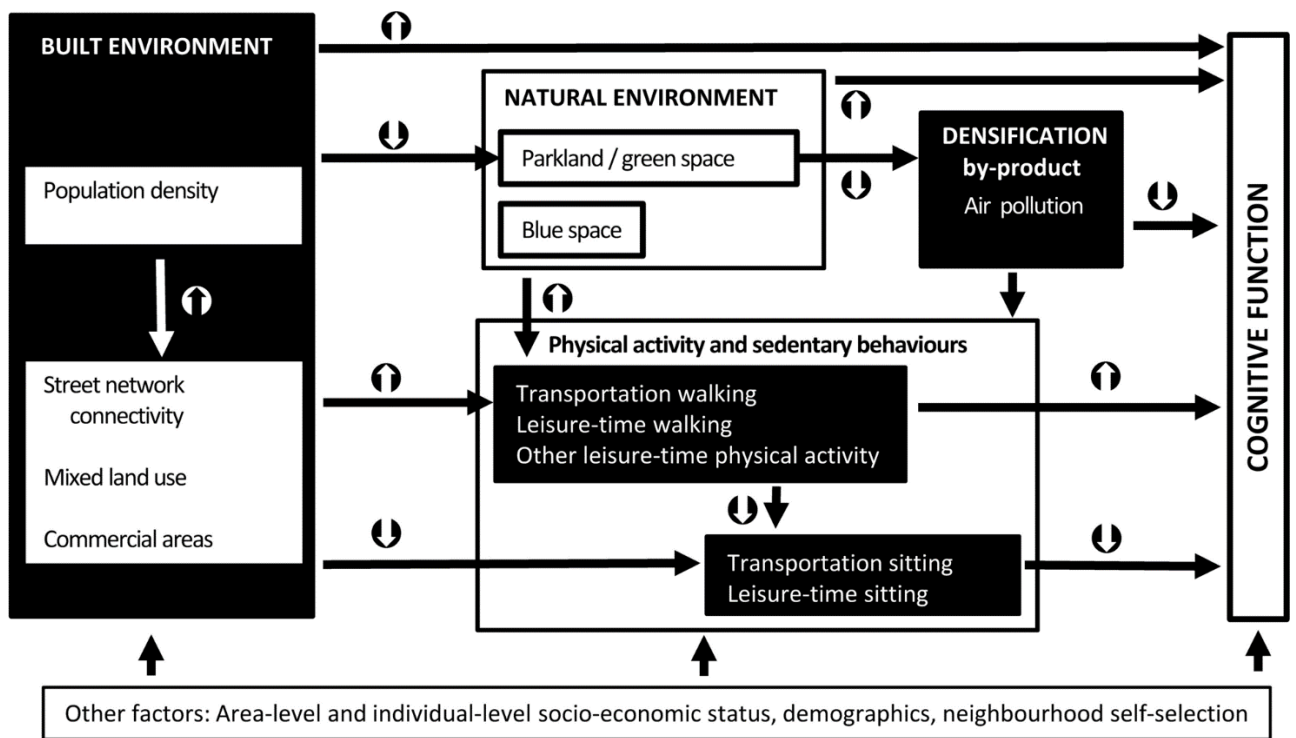 BUILT ENVIRONMENT
Population density
Street network
connectivity
Mixed land use
Commercial areas
NATURAL ENVIRONMENT
Parkland / green space
Blue space
DENSIFICATION
by-product
Air pollution
Physical activity and sedentary behaviours
Transportation walking
Leisure-time walking
Other leisure-time physical activity
Transportation sitting
Leisure-time sitting
COGNITIVE FUNCTION
Other factors: Area-level and individual-level socio-economic status, demographics, neighbourhood self-selection